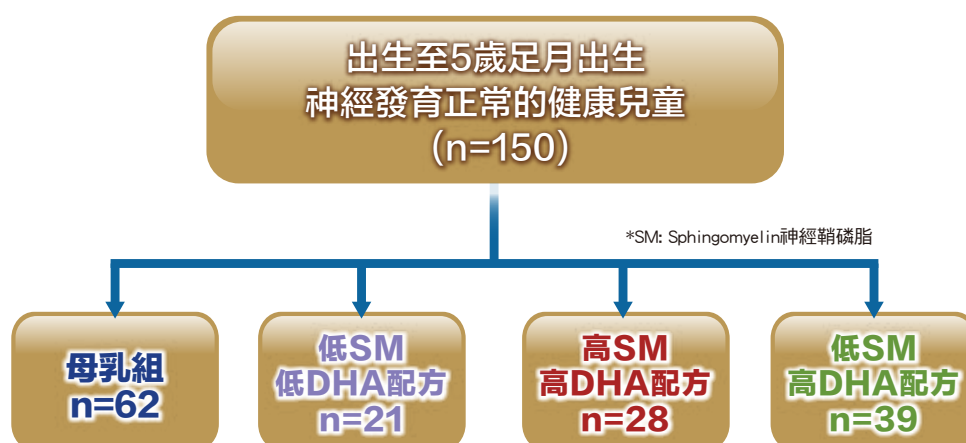 出生至5歲足月出生
神經發育正常的健康兒童
(n=150)
*SM: Sphingomyelin神經鞘磷脂
母乳組
n=62
低SM
低DHA配方
n=21
高SM
高DHA配方
n=28
低SM
高DHA配方
n=39